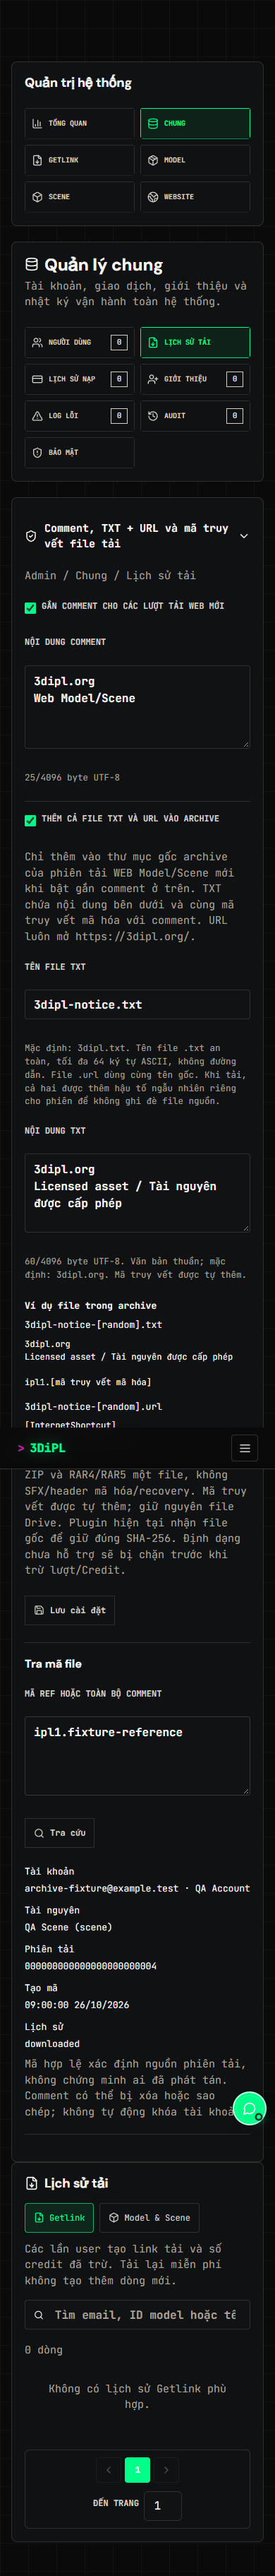 Quản trị hệ thống
TỔNG QUAN
CHUNG
GETLINK
MODEL
SCENE
WEBSITE
Quản lý chung
Tài khoản, giao dịch, giới thiệu và
nhật ký vận hành toàn hệ thống.
NGƯỜI DÙNG 0
LỊCH SỬ TẢI
LỊCH SỬ NẠP 0
GIỚI THIỆU 0
LOG LỖI 0
AUDIT 0
BẢO MẬT
Comment, TXT + URL và mã truy
vết file tải
Admin / Chung / Lịch sử tải
GẮN COMMENT CHO CÁC LƯỢT TẢI WEB MỚI
NỘI DUNG COMMENT
3dipl.org
Web Model/Scene
25/4096 byte UTF-8
THÊM CẢ FILE TXT VÀ URL VÀO ARCHIVE
Chỉ thêm vào thư mục gốc archive
của phiên tải WEB Model/Scene mới
khi bật gắn comment ở trên. TXT
chứa nội dung bên dưới và cùng mã
truy vết mã hóa với comment. URL
luôn mở https://3dipl.org/.
TÊN FILE TXT
3dipl-notice.txt
Mặc định: 3dipl.txt. Tên file .txt an
toàn, tối đa 64 ký tự ASCII, không đường
dẫn. File .url dùng cùng tên gốc. Khi tải,
cả hai được thêm hậu tố ngẫu nhiên riêng
cho phiên để không ghi đè file nguồn.
NỘI DUNG TXT
3dipl.org
Licensed asset / Tài nguyên
được cấp phép
60/4096 byte UTF-8. Văn bản thuần; mặc
định: 3dipl.org. Mã truy vết được tự thêm.
Ví dụ file trong archive
3dipl-notice-[random].txt
3dipl.org
Licensed asset / Tài nguyên được cấp phép
ipl1.[mã truy vết mã hóa]
3dipl-notice-[random].url
[InternetShortcut]
> 3DiPL
ZIP và RAR4/RAR5 một file, không
SFX/header mã hóa/recovery. Mã truy
vết được tự thêm; giữ nguyên file
Drive. Plugin hiện tại nhận file
gốc để giữ đúng SHA-256. Định dạng
chưa hỗ trợ sẽ bị chặn trước khi
trừ lượt/Credit.
Lưu cài đặt
Tra mã file
MÃ REF HOẶC TOÀN BỘ COMMENT
ipl1.fixture-reference
Tra cứu
Tài khoản
archive-fixture@example.test · QA Account
Tài nguyên
QA Scene (scene)
Phiên tải
000000000000000000000004
Tạo mã
09:00:00 26/10/2026
Lịch sử
downloaded
Mã hợp lệ xác định nguồn phiên tải,
không chứng minh ai đã phát tán.
Comment có thể bị xóa hoặc sao
chép; không tự động khóa tài
Lịch sử tải
Getlink
Model & Scene
Các lần user tạo link tải và số
credit đã trừ. Tải lại miễn phí
không tạo thêm dòng mới.
Tìm email, ID model hoặc
0 dòng
Không có lịch sử Getlink phù
hợp.
1
ĐẾN TRANG 1